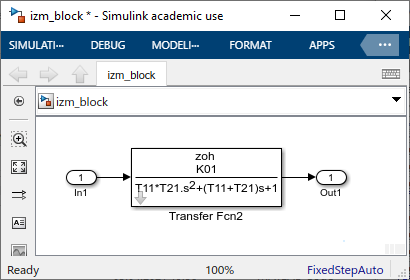 izm_block * - Simulink academic use
SIMULATI··· DEBUG MODELI··· FORMAT APPS ···
izm_block
izm_block
zoh
K01
T11*T21.s²+(T11+T21)s+1
1
In1
1
Out1
Transfer Fcn2
Ready 100% FixedStepAuto